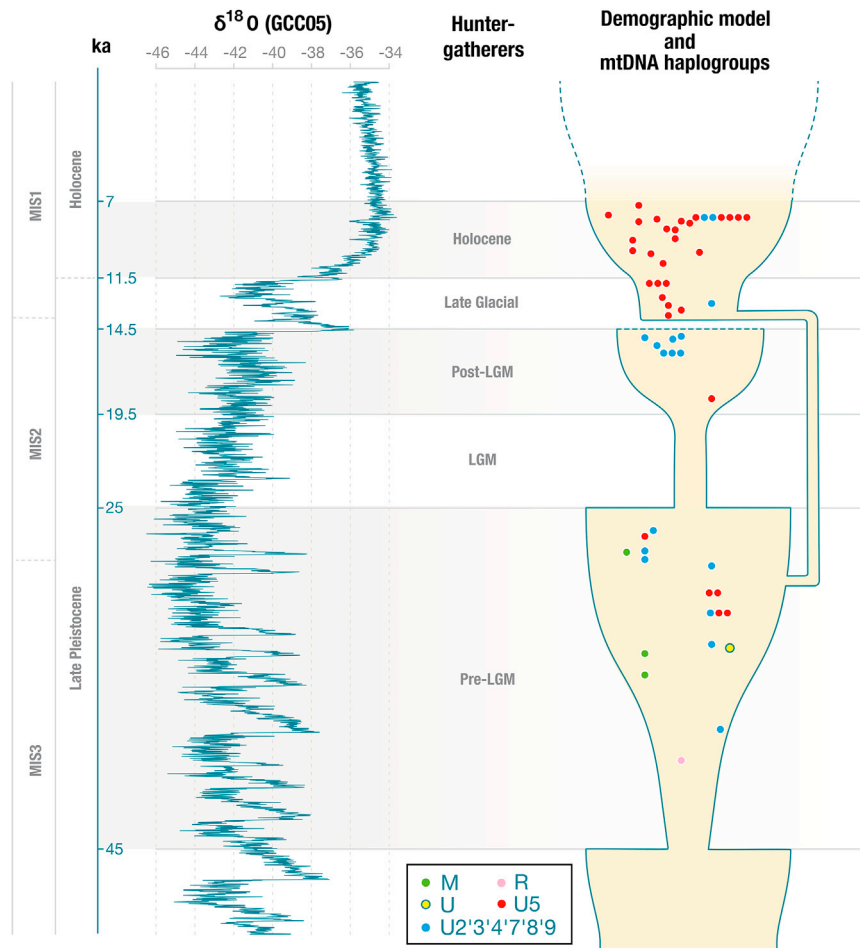 δ18O (GCC05)
Hunter-
gatherers
Demographic model
and
mtDNA haplogroups
ka
-46 -44 -42 -40 -38 -36 -34
MIS1
Holocene
7
Holocene
11.5
Late Glacial
14.5
Post-LGM
19.5
MIS2
LGM
25
Late Pleistocene
Pre-LGM
MIS3
45
M
R
U
U5
U2'3'4'7'8'9